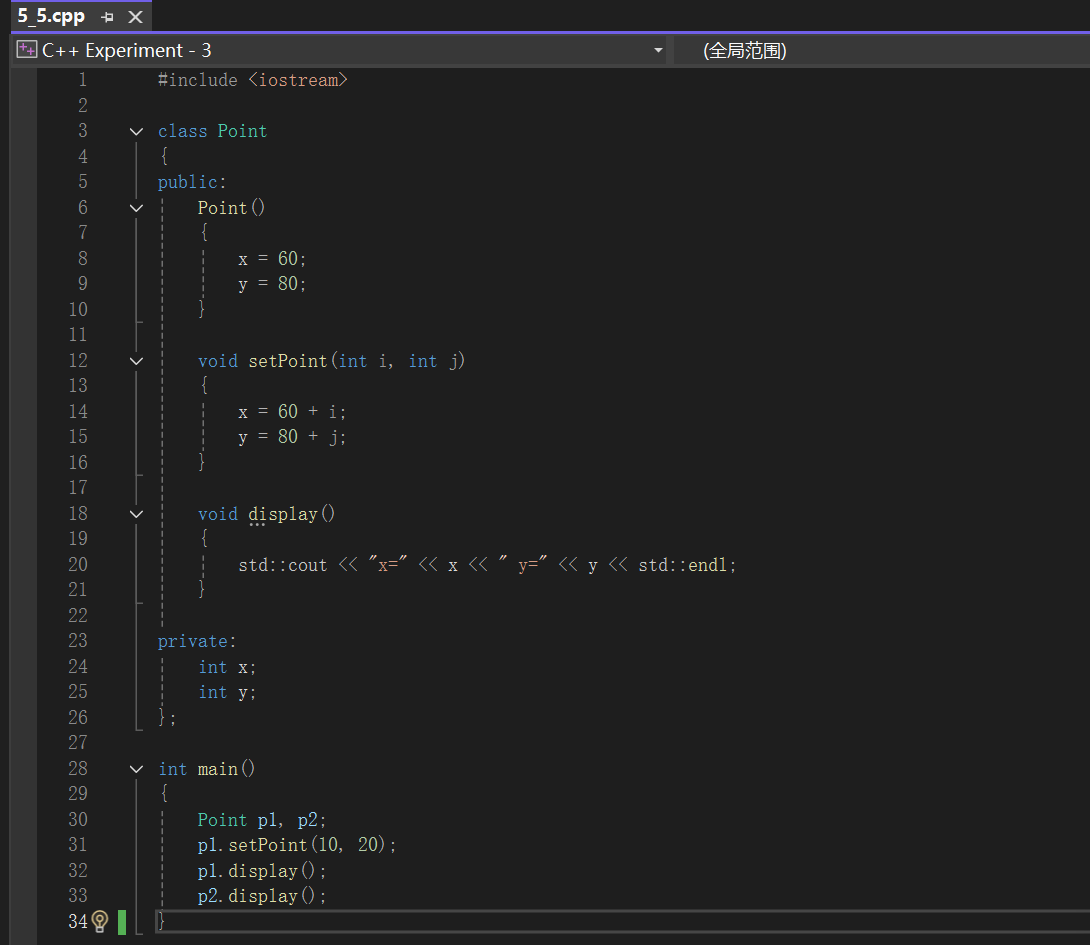 5_5.cpp
C++ Experiment - 3 (全局范围)
1 #include <iostream>
2
3 class Point
4 {
5 public:
6 Point()
7 {
8 x = 60;
9 y = 80;
10 }
11
12 void setPoint(int i, int j)
13 {
14 x = 60 + i;
15 y = 80 + j;
16 }
17
18 void display()
19 {
20 std::cout << "x=" << x << " y=" << y << std::endl;
21 }
22
23 private:
24 int x;
25 int y;
26 };
27
28 int main()
29 {
30 Point p1, p2;
31 p1.setPoint(10, 20);
32 p1.display();
33 p2.display();
34 }